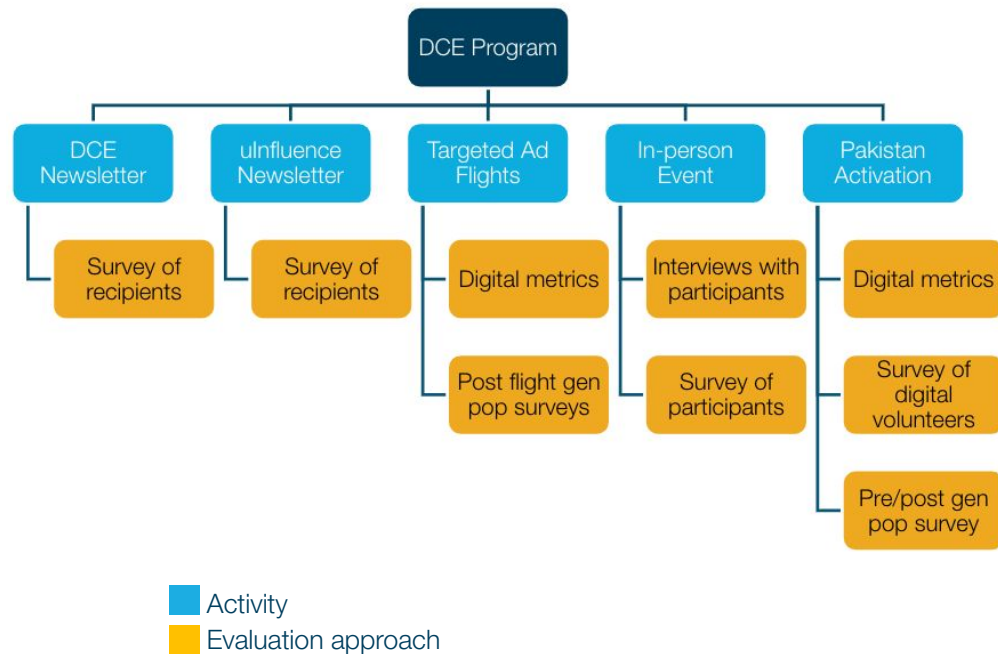 DCE Program
DCE
Newsletter
uInfluence
Newsletter
Targeted Ad
Flights
In-person
Event
Pakistan
Activation
Survey of
recipients
Survey of
recipients
Digital metrics
Interviews with
participants
Digital metrics
Post flight gen
pop surveys
Survey of
participants
Survey of
digital
volunteers
Pre/post gen
pop survey
Activity
Evaluation approach